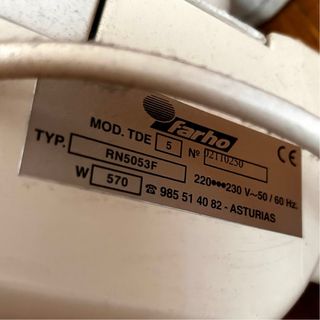 farho
MOD. TDE 5 Nº 02110250 CE
TYP. RN5053F 220●●●230 V~50 / 60 Hz.
W 570 ☎ 985 51 40 82 - ASTURIAS